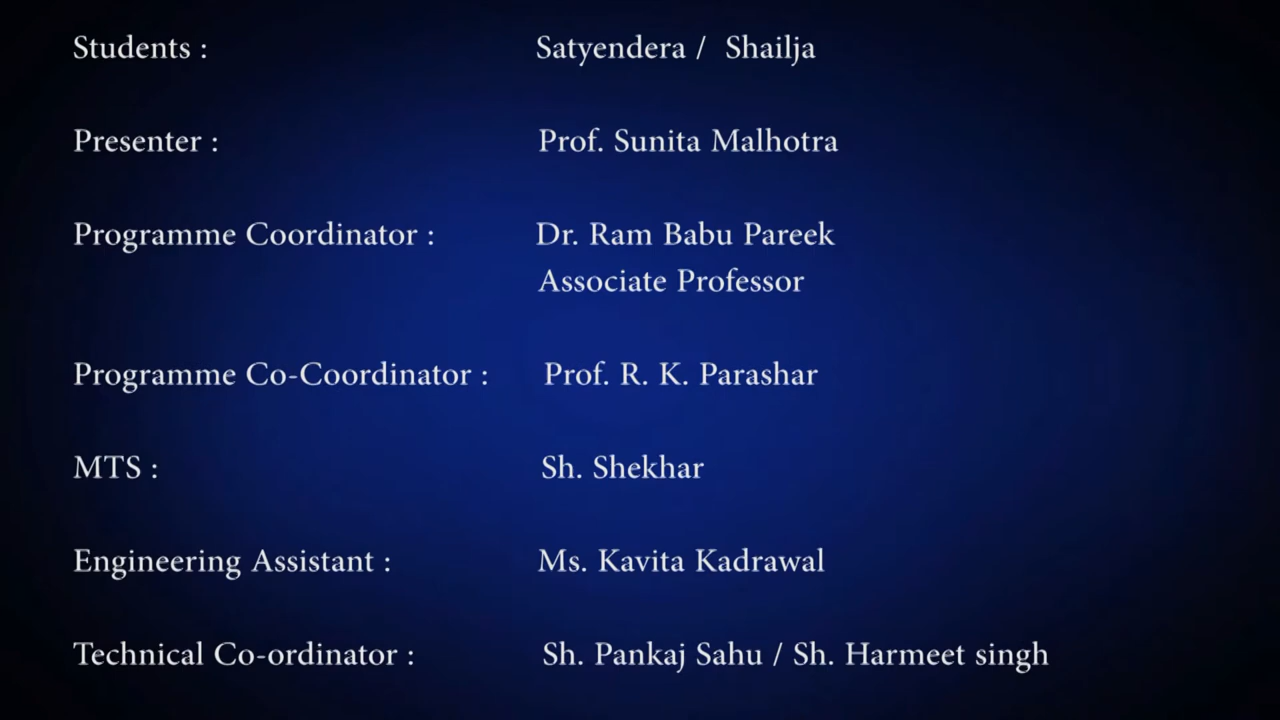 Students : Satyendera / Shailja
Presenter : Prof. Sunita Malhotra
Programme Coordinator : Dr. Ram Babu Pareek
Associate Professor
Programme Co-Coordinator : Prof. R. K. Parashar
MTS : Sh. Shekhar
Engineering Assistant : Ms. Kavita Kadrawal
Technical Co-ordinator : Sh. Pankaj Sahu / Sh. Harmeet singh